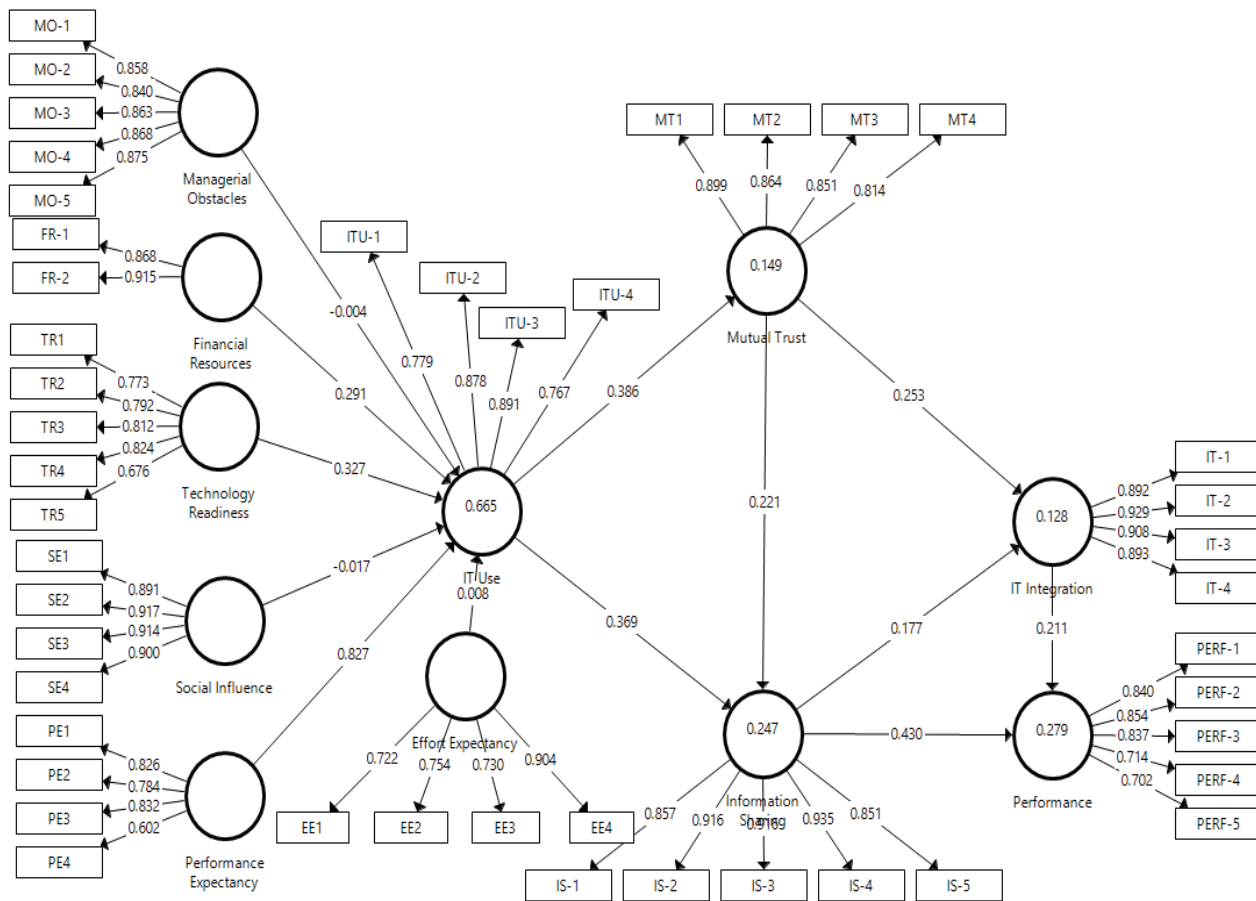 MO-1
MO-2
MO-3
MO-4
MO-5
0.858
0.840
0.863
0.868
0.875
Managerial
Obstacles
FR-1
FR-2
0.868
0.915
Financial
Resources
TR1
TR2
TR3
TR4
TR5
0.773
0.792
0.812
0.824
0.676
Technology
Readiness
SE1
SE2
SE3
SE4
0.891
0.917
0.914
0.900
Social Influence
PE1
PE2
PE3
PE4
0.826
0.784
0.832
0.602
Performance
Expectancy
-0.004
0.291
0.327
-0.017
0.827
0.008
ITU-1
ITU-2
ITU-3
ITU-4
0.779
0.878
0.891
0.767
0.665
IT Use
Effort Expectancy
0.722
0.754
0.730
0.904
EE1
EE2
EE3
EE4
0.386
0.369
MT1
MT2
MT3
MT4
0.899
0.864
0.851
0.814
0.149
Mutual Trust
0.221
0.253
0.247
Information
Sharing
0.857
0.916
0.935
0.851
IS-1
IS-2
IS-3
IS-4
IS-5
0.177
0.430
0.128
IT Integration
0.892
0.929
0.908
0.893
IT-1
IT-2
IT-3
IT-4
0.211
0.279
Performance
0.840
0.854
0.837
0.714
0.702
PERF-1
PERF-2
PERF-3
PERF-4
PERF-5